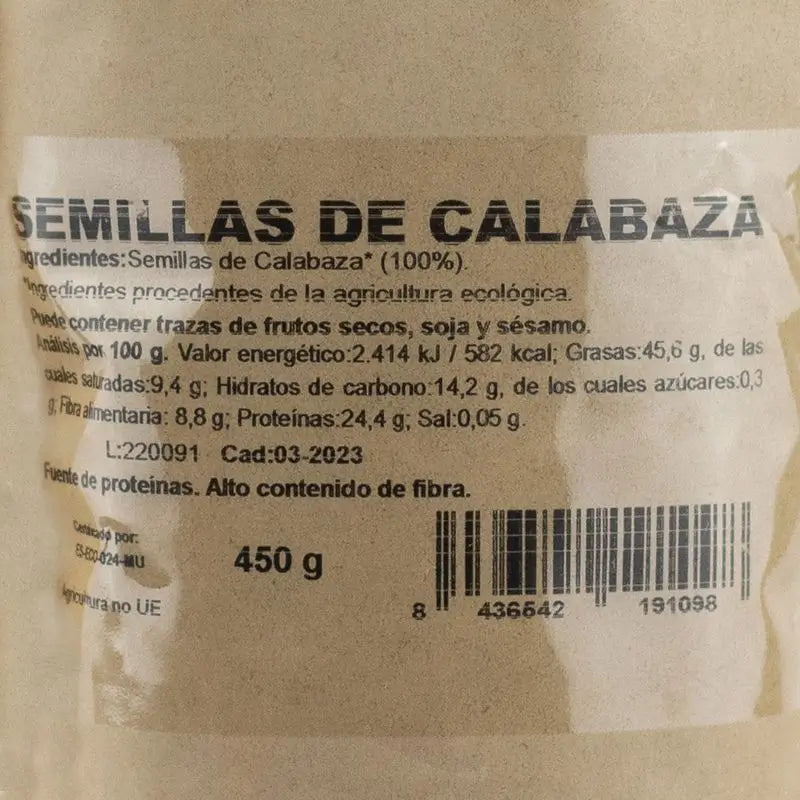 SEMILLAS DE CALABAZA
Ingredientes:Semillas de Calabaza* (100%).
*Ingredientes procedentes de la agricultura ecológica.
Puede contener trazas de frutos secos, soja y sésamo.
Análisis por 100 g. Valor energético:2.414 kJ / 582 kcal; Grasas:45,6 g, de las
cuales saturadas:9,4 g; Hidratos de carbono:14,2 g, de los cuales azúcares:0,3
g; Fibra alimentaria: 8,8 g; Proteínas:24,4 g; Sal:0,05 g.
L:220091 Cad:03-2023
Fuente de proteinas. Alto contenido de fibra.
Certificado por:
ES-ECO-024-MU
450 g
Agricultura no UE
8 436542 191098